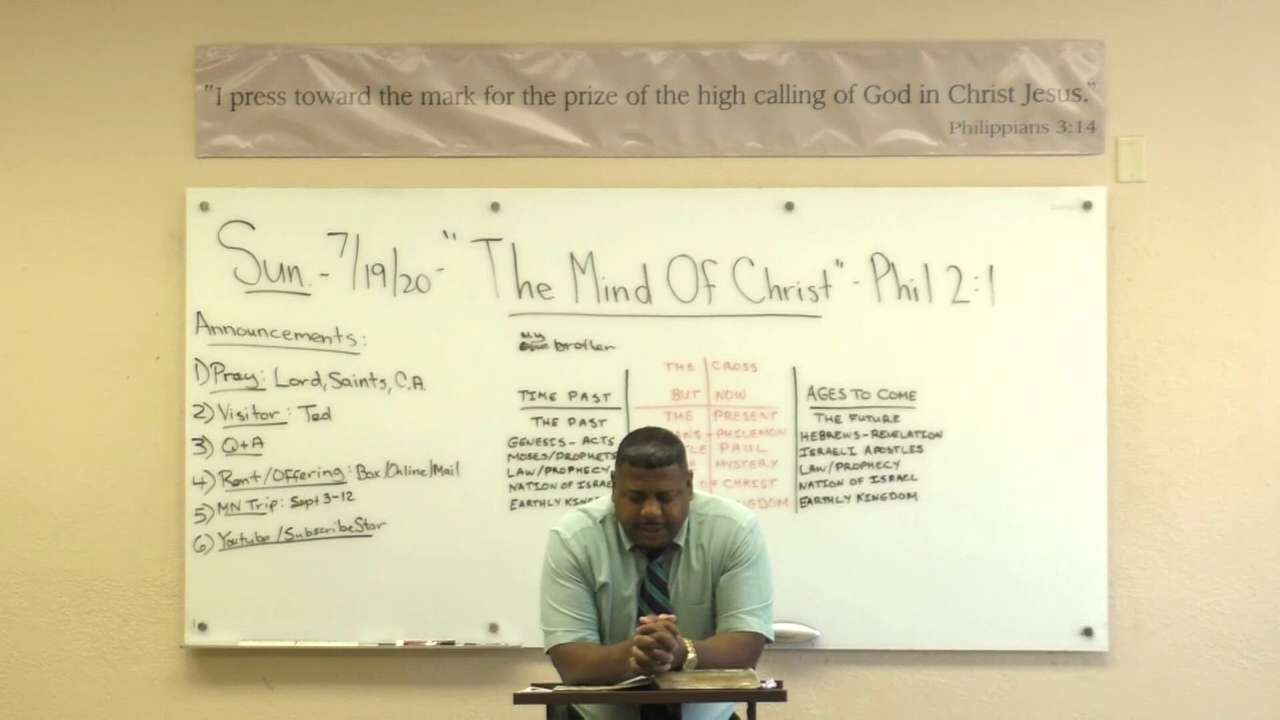 "I press toward the mark for the prize of the high calling of God in Christ Jesus."
Philippians 3:14
Sun. - 7/19/20 - "The Mind Of Christ" - Phil 2:1
Announcements:
1) Pray: Lord, Saints, C.A.
2) Visitor: Ted
3) Q+A
4) Rent/Offering: Box/Online/Mail
5) MN Trip: Sept 3-12
6) Youtube/SubscribeStar
my
brother
THE CROSS
TIME PAST
BUT NOW
AGES TO COME
THE PAST
THE PRESENT
THE FUTURE
GENESIS - ACTS
PHILEMON
HEBREWS - REVELATION
MOSES/PROPHETS
PAUL
ISRAELI APOSTLES
LAW/PROPHECY
MYSTERY
LAW/PROPHECY
NATION OF
OF CHRIST
NATION OF ISRAEL
EARTHLY
EARTHLY KINGDOM